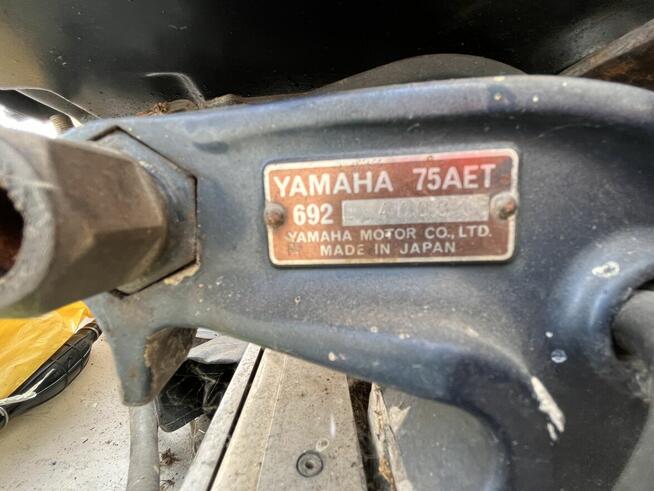 YAMAHA 75AET
692
YAMAHA MOTOR CO., LTD.
MADE IN JAPAN